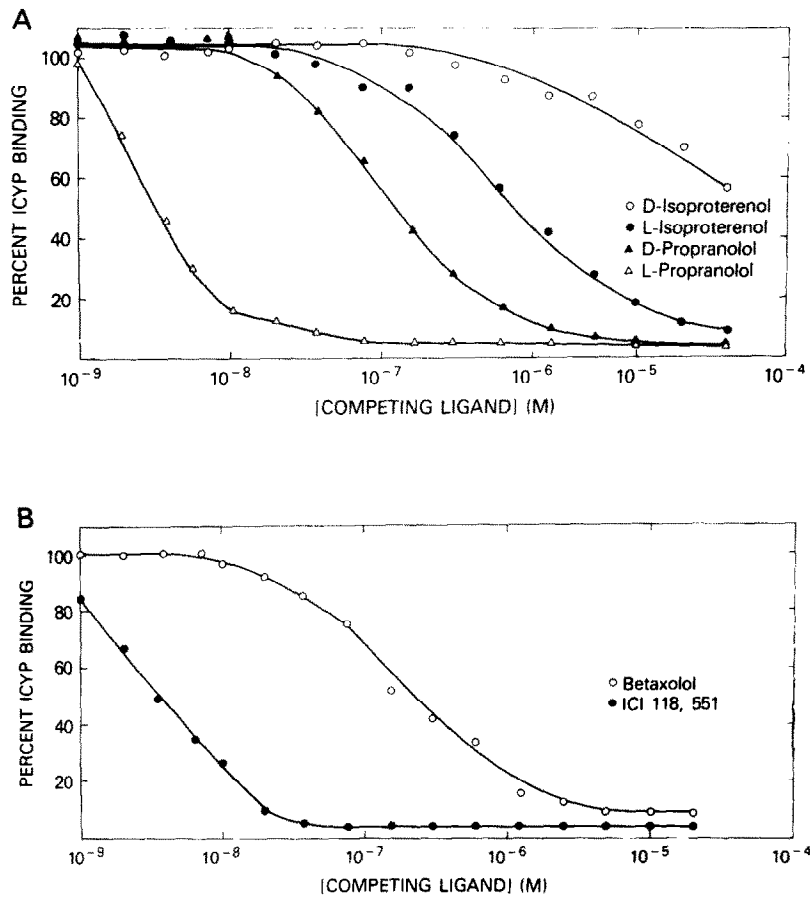 A
PERCENT ICYP BINDING
100
80
60
40
20
○ D-Isoproterenol
● L-Isoproterenol
▲ D-Propranolol
△ L-Propranolol
10⁻⁹ 10⁻⁸ 10⁻⁷ 10⁻⁶ 10⁻⁵ 10⁻⁴
[COMPETING LIGAND] (M)
B
PERCENT ICYP BINDING
100
80
60
40
20
○ Betaxolol
● ICI 118, 551
10⁻⁹ 10⁻⁸ 10⁻⁷ 10⁻⁶ 10⁻⁵ 10⁻⁴
[COMPETING LIGAND] (M)